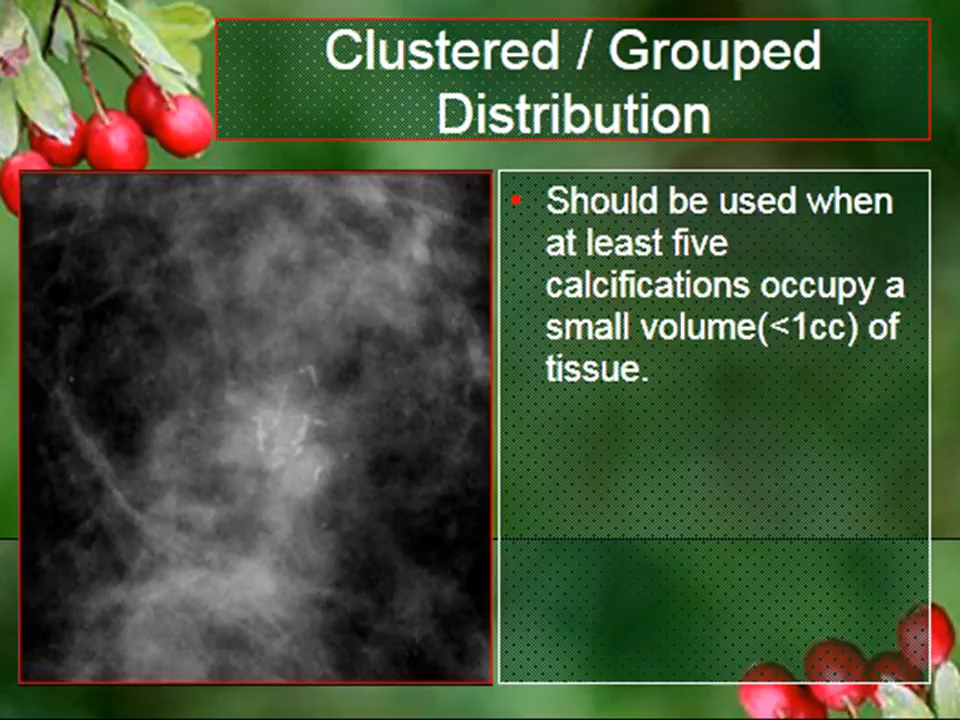 Clustered / Grouped
Distribution
• Should be used when
at least five
calcifications occupy a
small volume(<1cc) of
tissue.